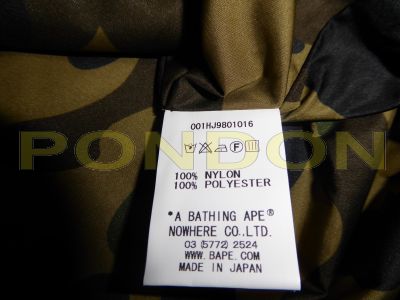 001HJ9801016
100% NYLON
100% POLYESTER
PONDON
*A BATHING APE®
NOWHERE CO.,LTD.
03 (5772) 2524
WWW.BAPE.COM
MADE IN JAPAN